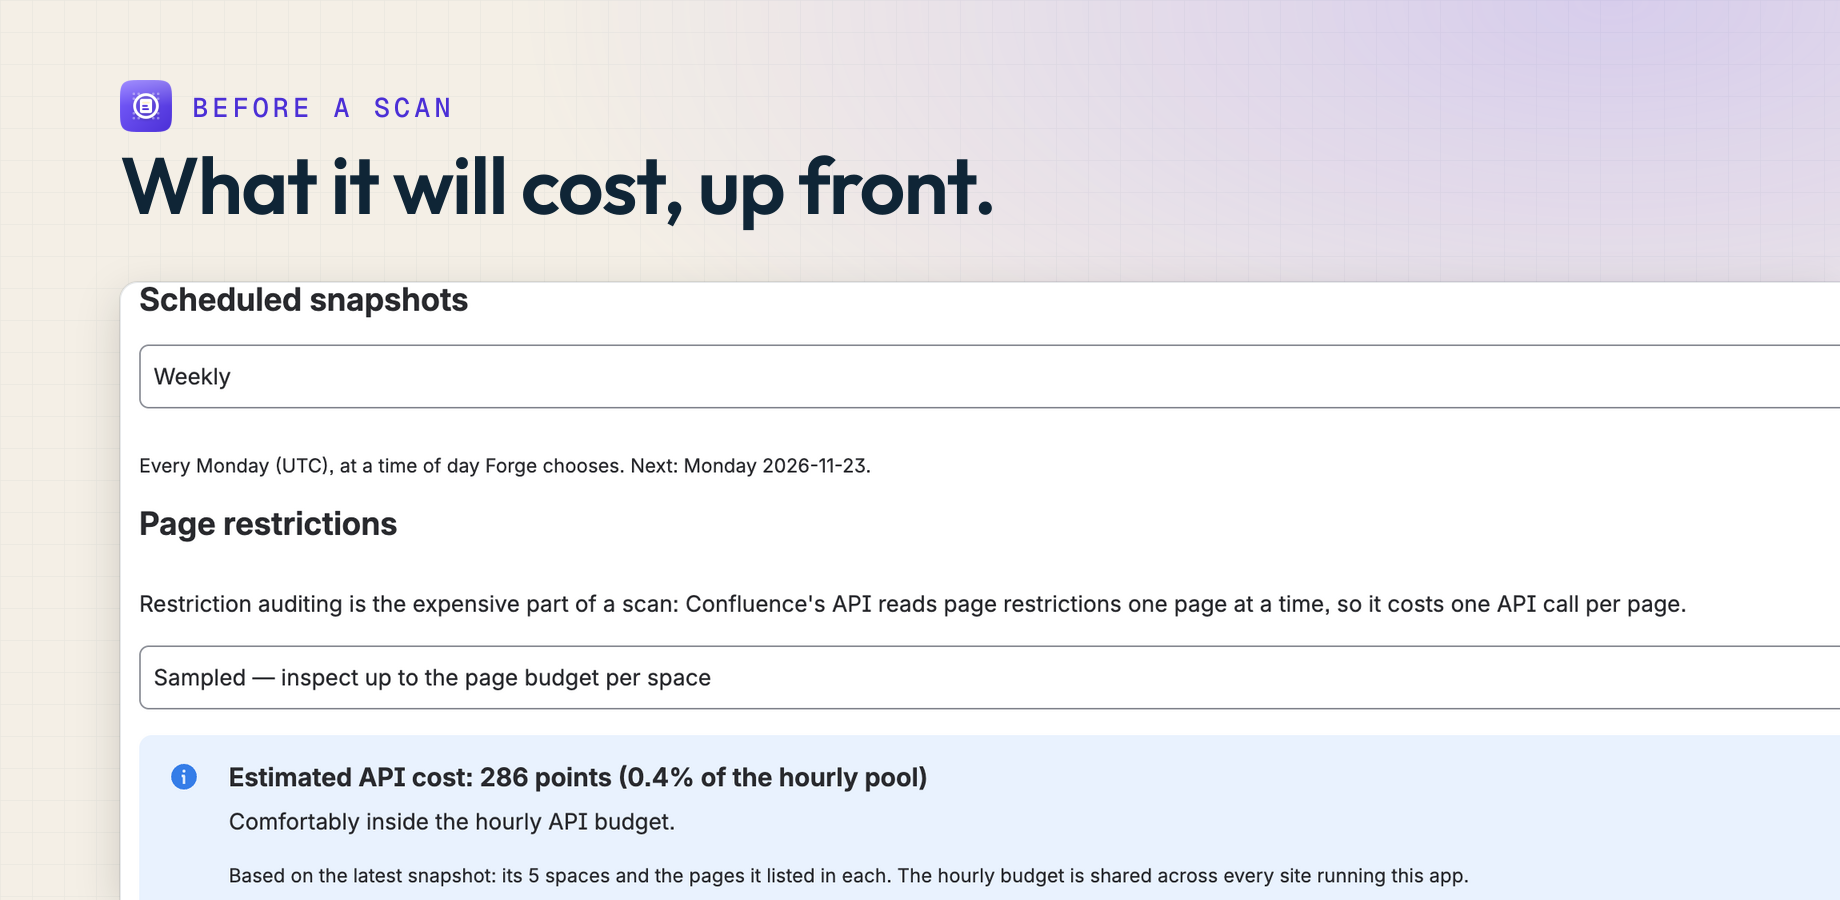 BEFORE A SCAN
What it will cost, up front.
Scheduled snapshots
Weekly
Every Monday (UTC), at a time of day Forge chooses. Next: Monday 2026-11-23.
Page restrictions
Restriction auditing is the expensive part of a scan: Confluence's API reads page restrictions one page at a time, so it costs one API call per page.
Sampled — inspect up to the page budget per space
Estimated API cost: 286 points (0.4% of the hourly pool)
Comfortably inside the hourly API budget.
Based on the latest snapshot: its 5 spaces and the pages it listed in each. The hourly budget is shared across every site running this app.